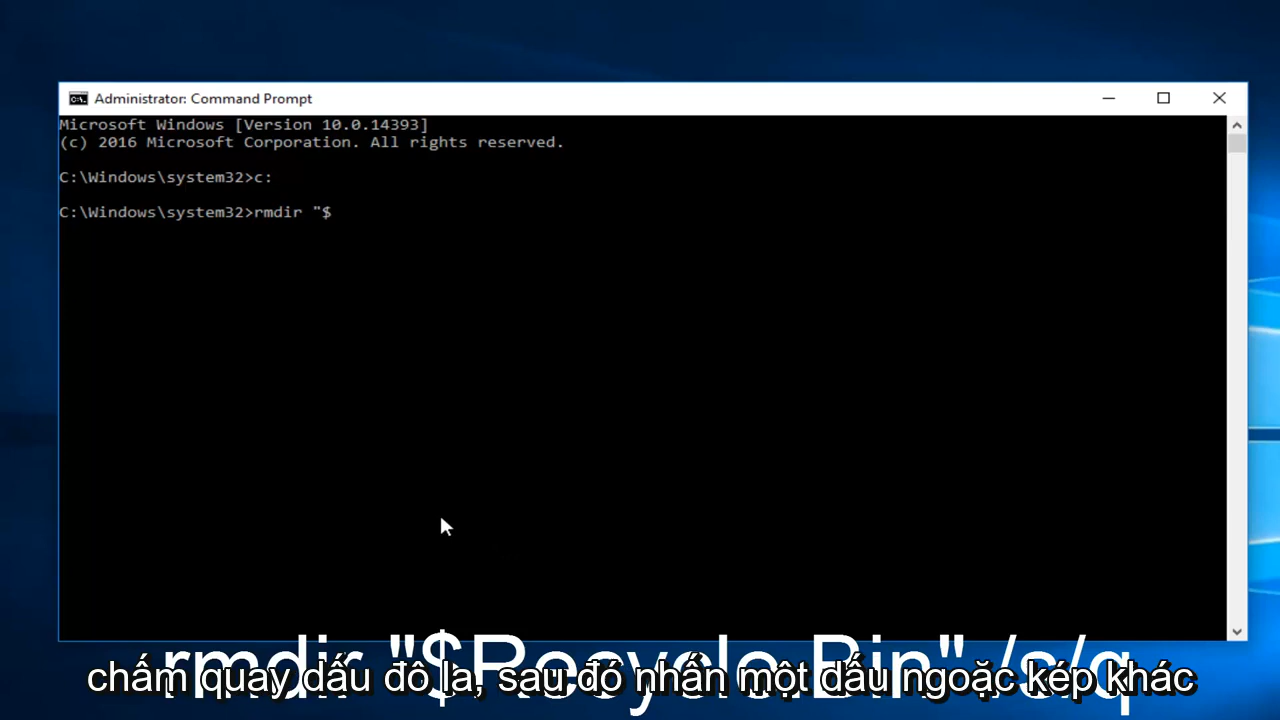 Administrator: Command Prompt
Microsoft Windows [Version 10.0.14393]
(c) 2016 Microsoft Corporation. All rights reserved.
C:\Windows\system32>c:
C:\Windows\system32>rmdir "$
rmdir "$Recycle.Bin" /s/q
chấm quay dấu đô la, sau đó nhấn một dấu ngoặc kép khác